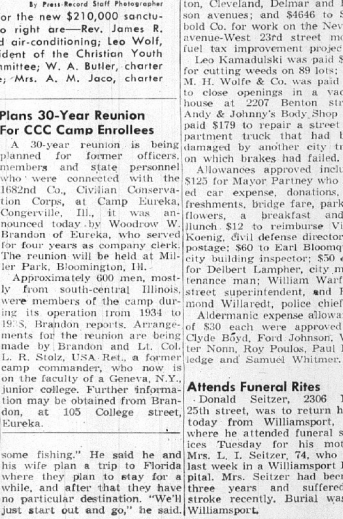 By Press-Record Staff Photographer
or the new $210,000 sanctu-
o right are—Rev. James R.
d air-conditioning; Leo Wolf,
ident of the Christian Youth
mmittee; W. A. Butler, charter
e; Mrs. A. M. Jaco, charter
Plans 30-Year Reunion
For CCC Camp Enrollees
A 30-year reunion is being
planned for former officers,
members and state personnel
who were connected with the
1682nd Co., Civilian Conserva-
tion Corps, at Camp Eureka,
Congerville, Ill., it was an-
nounced today by Woodrow W.
Brandon of Eureka, who served
for four years as company clerk.
The reunion will be held at Mil-
ler Park, Bloomington, Ill.
Approximately 600 men, most-
ly from south-central Illinois,
were members of the camp dur-
ing its operation from 1934 to
Brandon reports. Arrange-
ments for the reunion are being
made by Brandon and Lt. Col.
L. R. Stolz, USA Ret., a former
camp commander, who now is
on the faculty of a Geneva, N.Y.,
junior college. Further informa-
tion may be obtained from Bran-
don, at 105 College street,
Eureka.
some fishing." He said he and
his wife plan a trip to Florida
where they plan to stay for a
while, and after that they have
no particular destination. "We'll
just start out and go," he said.
ton, Cleveland, Delmar and
son avenues; and $4646 to S
bold Co. for work on the Nev
avenue-West 23rd street mo
fuel tax improvement projec
Leo Kamadulski was paid $
for cutting weeds on 89 lots;
M. H. Wolfe & Co. was paid
to close openings in a vac
house at 2207 Benton str
Andy & Johnny's Body Shop
paid $179 to repair a street
partment truck that had b
damaged by another city tr
on which brakes had failed.
Allowances approved inclu
$125 for Mayor Partney who
ed car expense, donations,
freshments, bridge fare, park
flowers, a breakfast and
lunch. $12 to reimburse Vi
Koenig, civil defense director
postage; $60 to Earl Bloomq
city building inspector; $50
for Delbert Lampher, city m
tenance man; William Warf
street superintendent, and
mond Willaredt, police chief
Aldermanic expense allowa
of $30 each were approved
Clyde Boyd, Ford Johnson,
ter Nonn, Roy Poulos, Paul
ledge and Samuel Whitmer.
Attends Funeral Rites
Donald Seitzer, 2306
25th street, was to return h
today from Williamsport,
where he attended funeral s
ices Tuesday for his mot
Mrs. L. I. Seitzer, 74, who
last week in a Williamsport
pital. Mrs. Seitzer had been
three years and suffered
stroke recently. Burial was
Williamsport.